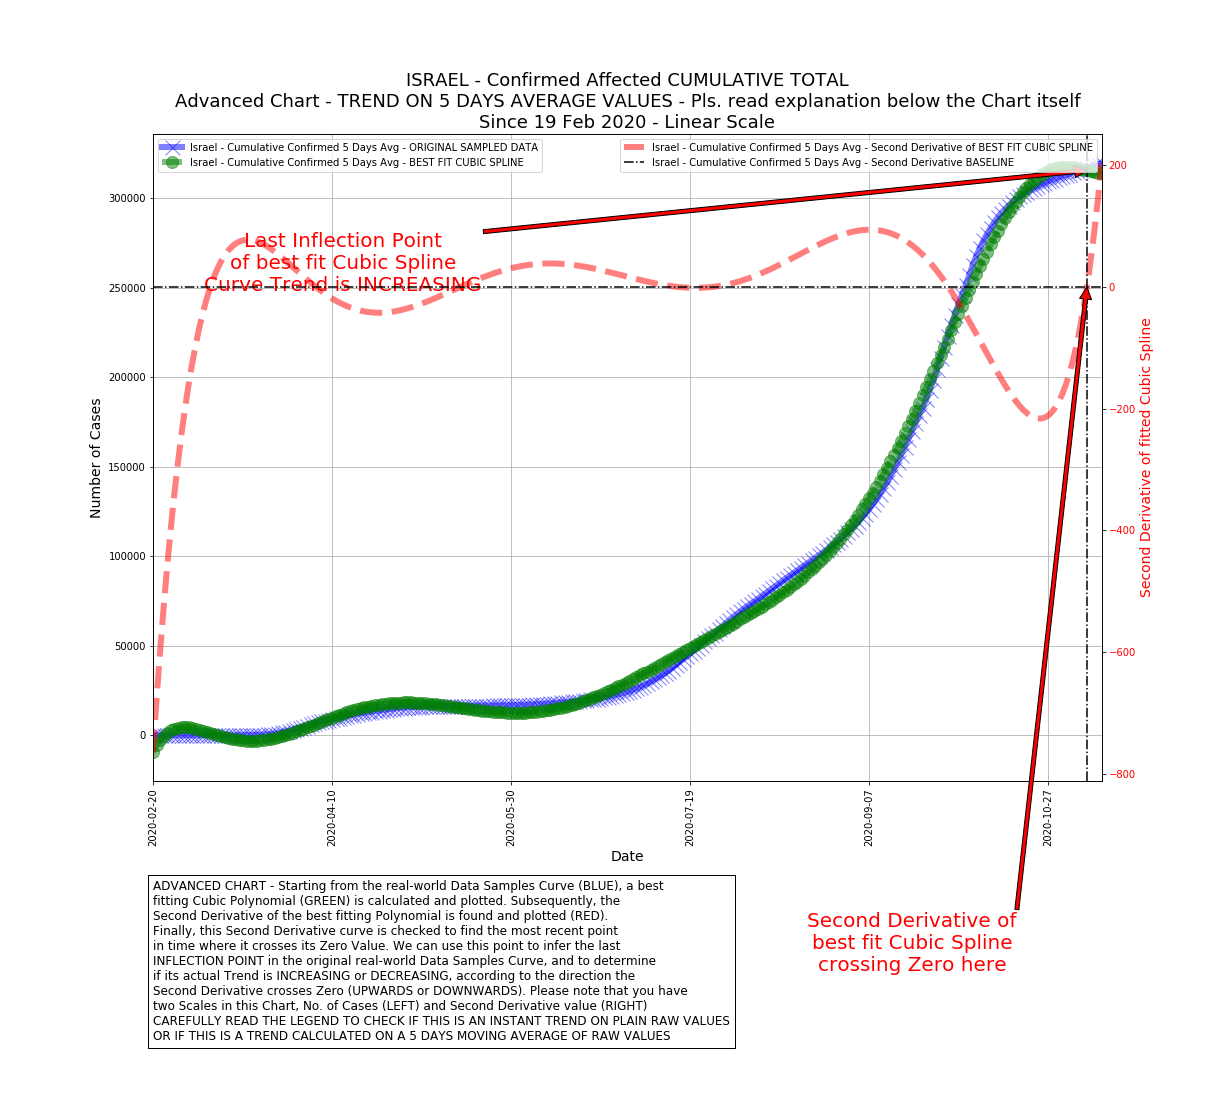 ISRAEL - Confirmed Affected CUMULATIVE TOTAL
Advanced Chart - TREND ON 5 DAYS AVERAGE VALUES - Pls. read explanation below the Chart itself
Since 19 Feb 2020 - Linear Scale
Israel - Cumulative Confirmed 5 Days Avg - ORIGINAL SAMPLED DATA
Israel - Cumulative Confirmed 5 Days Avg - BEST FIT CUBIC SPLINE
Israel - Cumulative Confirmed 5 Days Avg - Second Derivative of BEST FIT CUBIC SPLINE
Israel - Cumulative Confirmed 5 Days Avg - Second Derivative BASELINE
Last Inflection Point
of best fit Cubic Spline
Curve Trend is INCREASING
Number of Cases
300000
250000
200000
150000
100000
50000
0
200
0
−200
−400
−600
−800
Second Derivative of fitted Cubic Spline
2020-02-20
2020-04-10
2020-05-30
2020-07-19
2020-09-07
2020-10-27
Date
ADVANCED CHART - Starting from the real-world Data Samples Curve (BLUE), a best
fitting Cubic Polynomial (GREEN) is calculated and plotted. Subsequently, the
Second Derivative of the best fitting Polynomial is found and plotted (RED).
Finally, this Second Derivative curve is checked to find the most recent point
in time where it crosses its Zero Value. We can use this point to infer the last
INFLECTION POINT in the original real-world Data Samples Curve, and to determine
if its actual Trend is INCREASING or DECREASING, according to the direction the
Second Derivative crosses Zero (UPWARDS or DOWNWARDS). Please note that you have
two Scales in this Chart, No. of Cases (LEFT) and Second Derivative value (RIGHT)
CAREFULLY READ THE LEGEND TO CHECK IF THIS IS AN INSTANT TREND ON PLAIN RAW VALUES
OR IF THIS IS A TREND CALCULATED ON A 5 DAYS MOVING AVERAGE OF RAW VALUES
Second Derivative of
best fit Cubic Spline
crossing Zero here